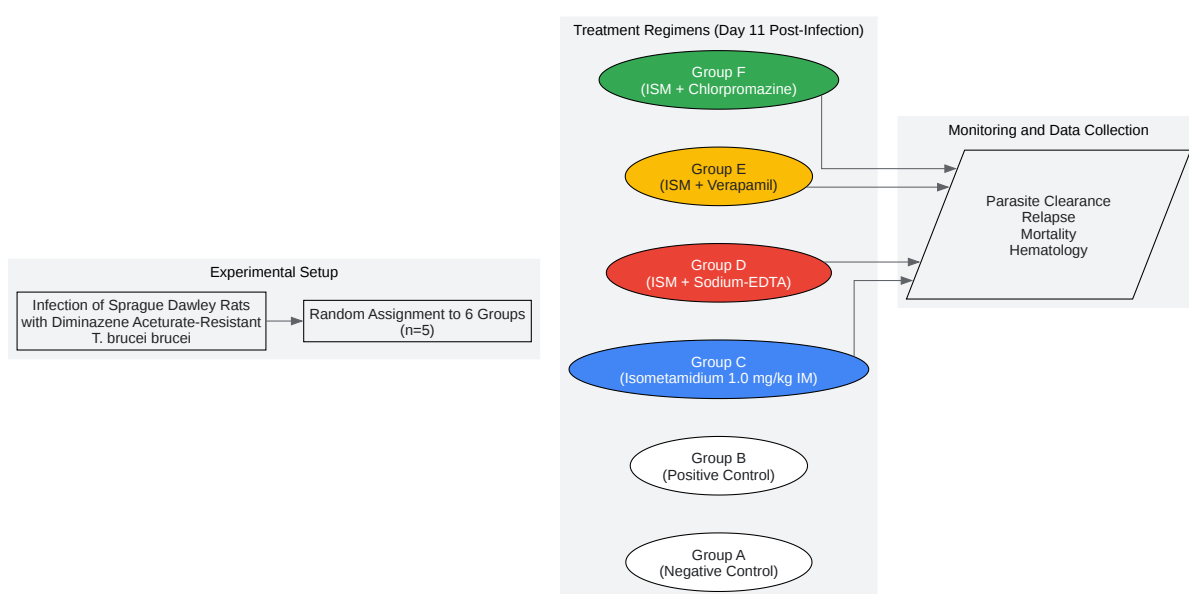 Experimental Setup
Infection of Sprague Dawley Rats
with Diminazene Aceturate-Resistant
T. brucei brucei
Random Assignment to 6 Groups
(n=5)
Treatment Regimens (Day 11 Post-Infection)
Group F
(ISM + Chlorpromazine)
Group E
(ISM + Verapamil)
Group D
(ISM + Sodium-EDTA)
Group C
(Isometamidium 1.0 mg/kg IM)
Group B
(Positive Control)
Group A
(Negative Control)
Monitoring and Data Collection
Parasite Clearance
Relapse
Mortality
Hematology